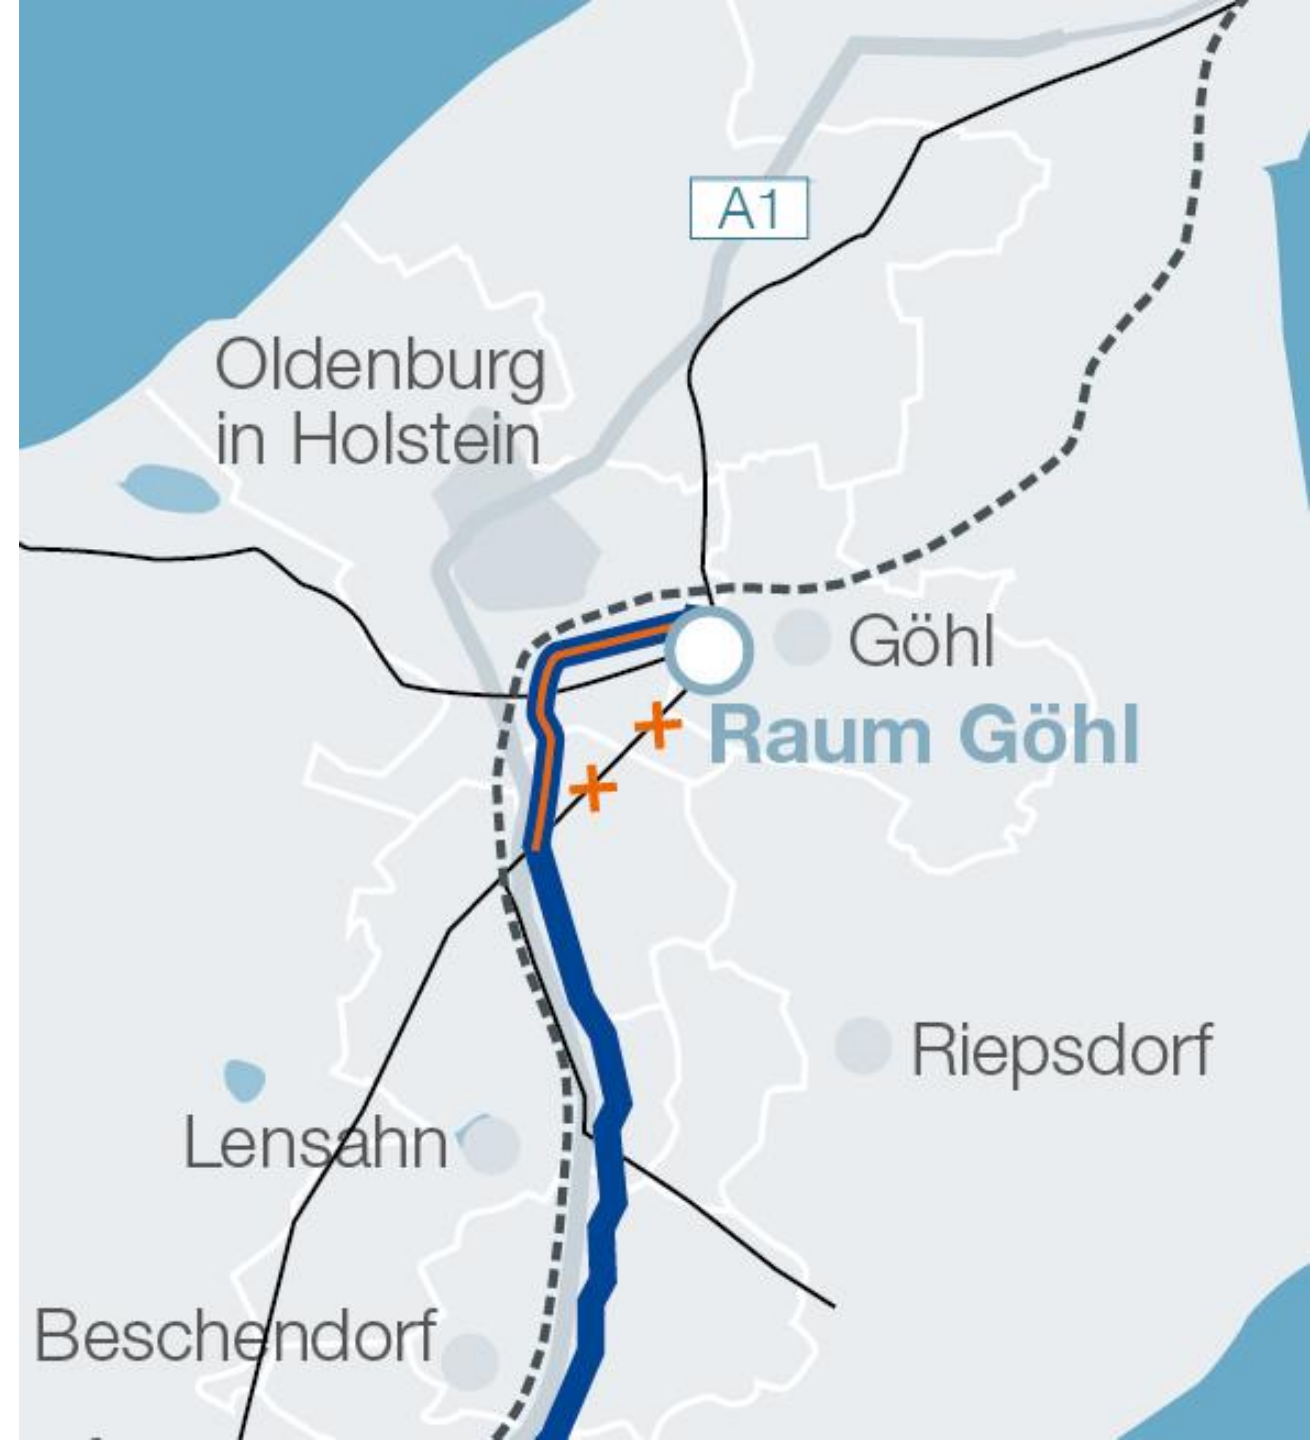 A1
Oldenburg
in Holstein
Göhl
Raum Göhl
Riepsdorf
Lensahn
Beschendorf